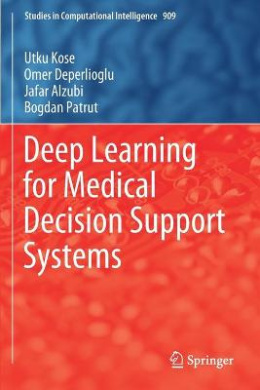 Studies in Computational Intelligence 909
Utku Kose
Omer Deperlioglu
Jafar Alzubi
Bogdan Patrut
Deep Learning
for Medical
Decision Support
Systems
Springer